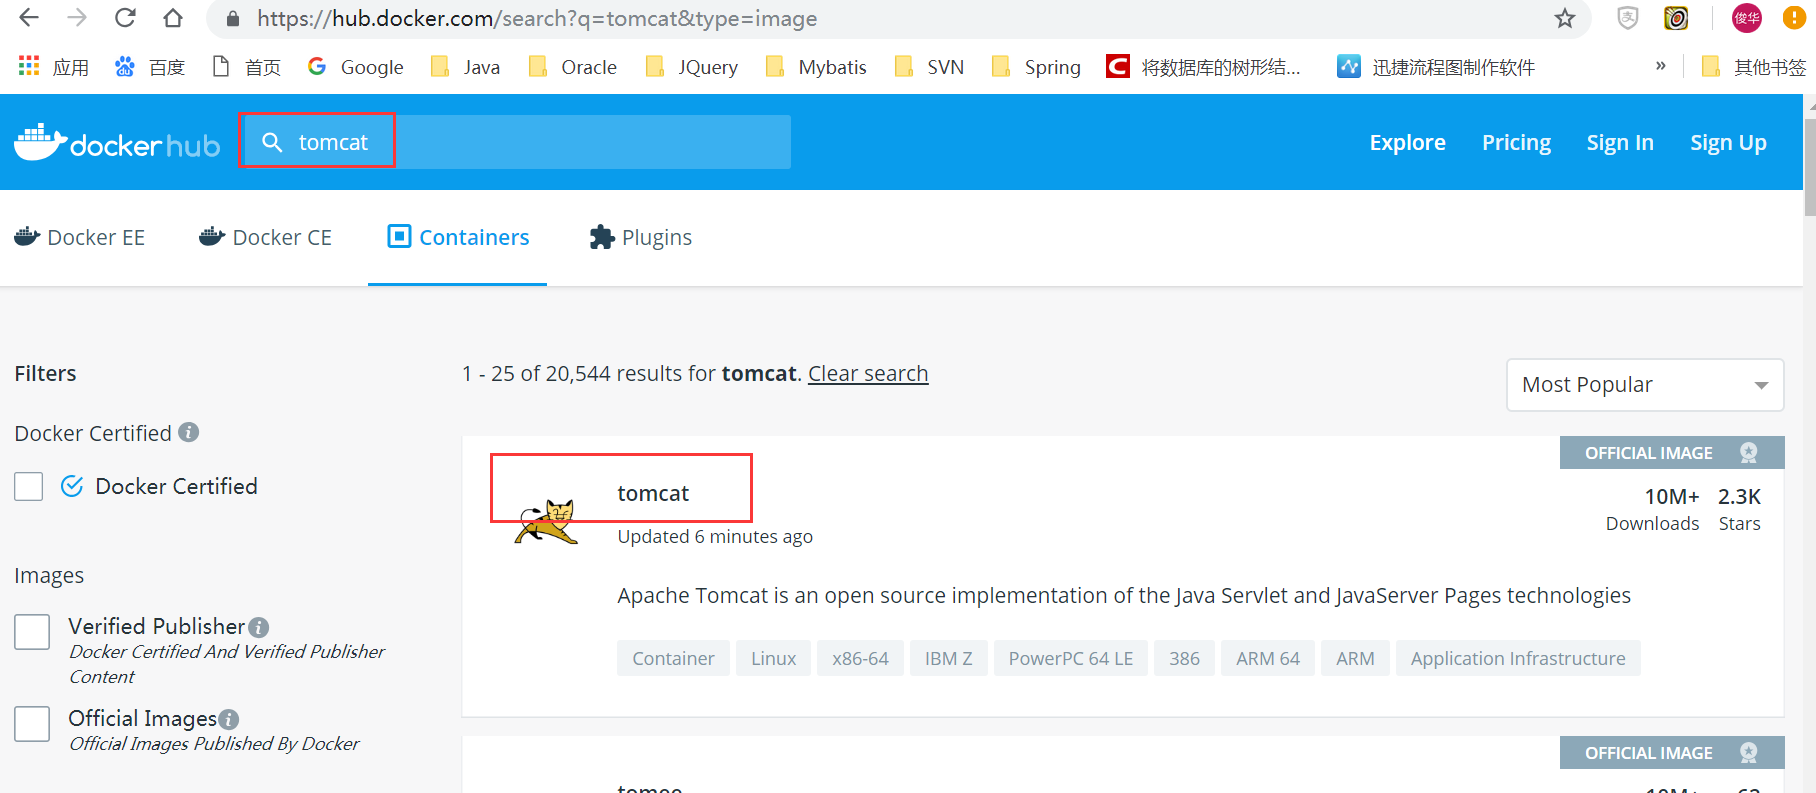 https://hub.docker.com/search?q=tomcat&type=image
俊华
应用 百度 首页 Google Java Oracle JQuery Mybatis SVN Spring 将数据库的树形结... 迅捷流程图制作软件 » 其他书签
docker hub tomcat Explore Pricing Sign In Sign Up
Docker EE Docker CE Containers Plugins
Filters
1 - 25 of 20,544 results for tomcat. Clear search
Most Popular
Docker Certified
Docker Certified
Images
Verified Publisher
Docker Certified And Verified Publisher
Content
Official Images
Official Images Published By Docker
OFFICIAL IMAGE
tomcat
10M+ 2.3K
Downloads Stars
Updated 6 minutes ago
Apache Tomcat is an open source implementation of the Java Servlet and JavaServer Pages technologies
Container Linux x86-64 IBM Z PowerPC 64 LE 386 ARM 64 ARM Application Infrastructure
OFFICIAL IMAGE
tomee
10M+ 62